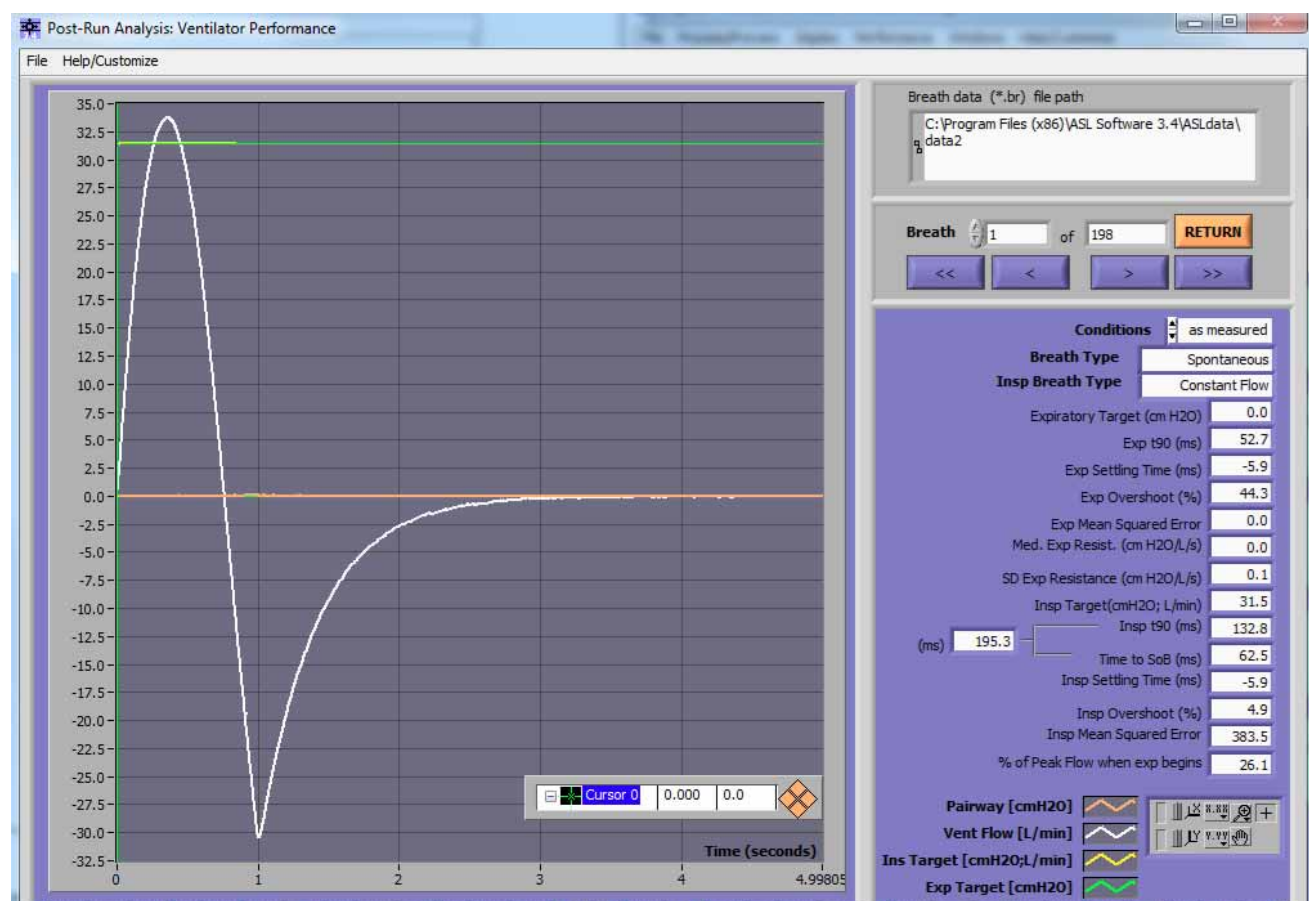 Post-Run Analysis: Ventilator Performance
File Help/Customize
35.0
32.5
30.0
27.5
25.0
22.5
20.0
17.5
15.0
12.5
10.0
7.5
5.0
2.5
0.0
-2.5
-5.0
-7.5
-10.0
-12.5
-15.0
-17.5
-20.0
-22.5
-25.0
-27.5
-30.0
-32.5
Cursor 0 0.000 0.0
Time (seconds)
0 1 2 3 4 4.99805
Breath data (*.br) file path
C:\Program Files (x86)\ASL Software 3.4\ASLdata\
data2
Breath 1 of 198 RETURN
<< < > >>
Conditions as measured
Breath Type Spontaneous
Insp Breath Type Constant Flow
Expiratory Target (cm H2O) 0.0
Exp t90 (ms) 52.7
Exp Settling Time (ms) -5.9
Exp Overshoot (%) 44.3
Exp Mean Squared Error 0.0
Med. Exp Resist. (cm H2O/L/s) 0.0
SD Exp Resistance (cm H2O/L/s) 0.1
Insp Target(cmH2O; L/min) 31.5
Insp t90 (ms) 132.8
(ms) 195.3
Time to SoB (ms) 62.5
Insp Settling Time (ms) -5.9
Insp Overshoot (%) 4.9
Insp Mean Squared Error 383.5
% of Peak Flow when exp begins 26.1
Pairway [cmH2O]
Vent Flow [L/min]
Ins Target [cmH2O;L/min]
Exp Target [cmH2O]
X X.XX
Y Y.YY